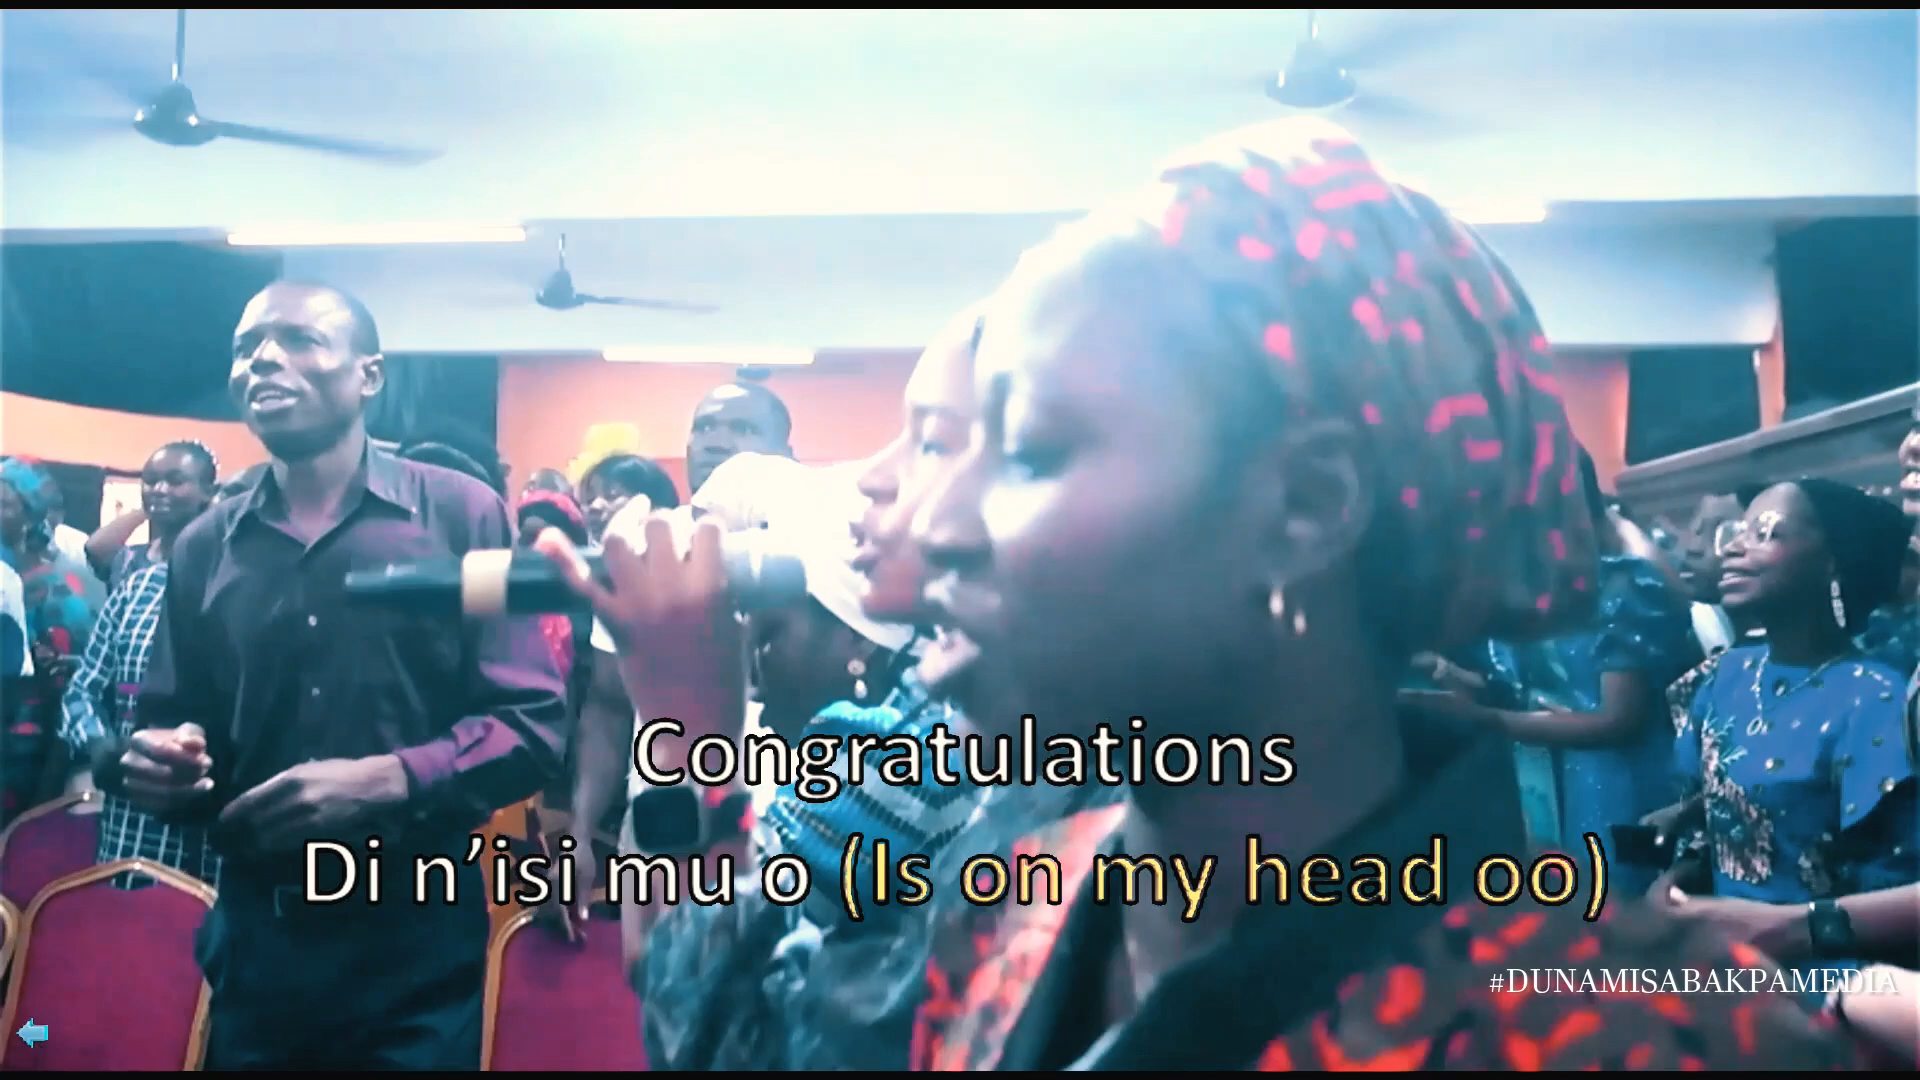 Congratulations
Di n’isi mu o (Is on my head oo)
#DUNAMISABAKPAMEDIA